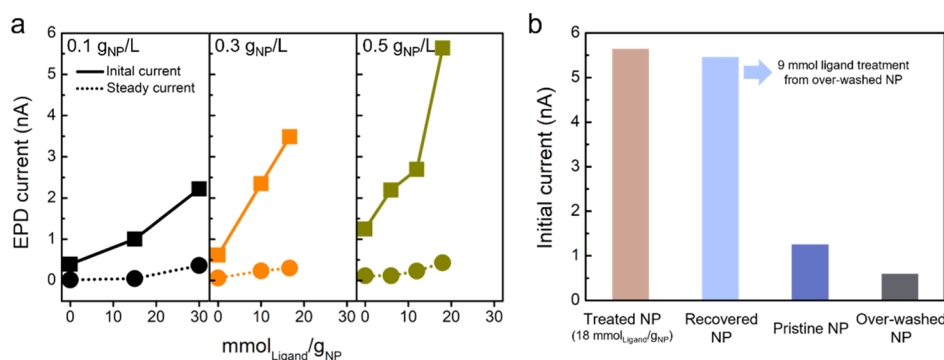 a
0.1 gNP/L
0.3 gNP/L
0.5 gNP/L
Inital current
Steady current
EPD current (nA)
6
5
4
3
2
1
0
0 10 20 30
0 10 20 30
0 10 20 30
mmolLigand/gNP
b
Initial current (nA)
6
5
4
3
2
1
0
9 mmol ligand treatment
from over-washed NP
Treated NP
(18 mmolLigand/gNP)
Recovered
NP
Pristine NP
Over-washed
NP